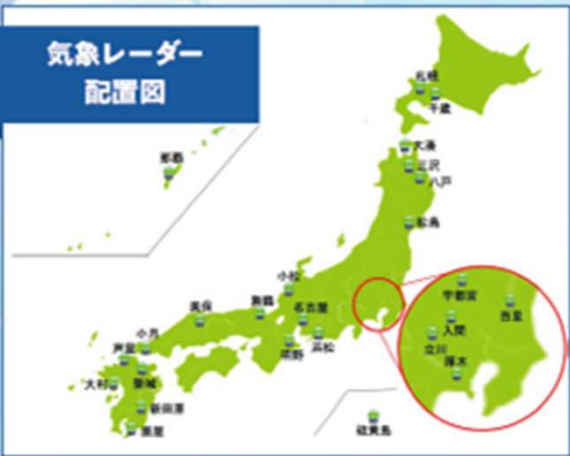 気象レーダー
配置図
札幌
千歳
大湊
三沢
八戸
松島
那覇
小松
美保
舞鶴
名古屋
小月
明野
浜松
芦屋
築城
大村
新田原
鹿屋
宇都宮
百里
入間
立川
厚木
硫黄島